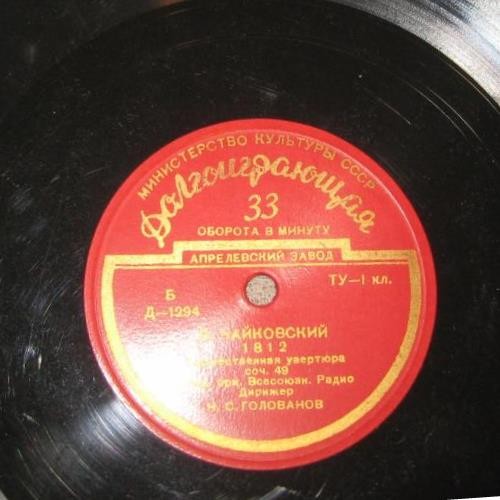 МИНИСТЕРСТВО КУЛЬТУРЫ СССР
Долгоиграющая
33
ОБОРОТА В МИНУТУ
АПРЕЛЕВСКИЙ ЗАВОД
ТУ—1 кл.
Б
Д—1294
ЧАЙКОВСКИЙ
1812
увертюра
соч. 49
орк. Всесоюзн. Радио
Дирижер
Н. С. ГОЛОВАНОВ